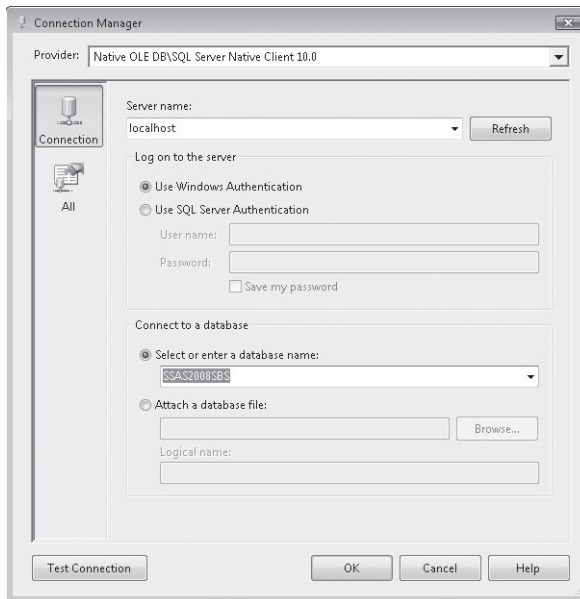 Connection Manager
Provider: Native OLE DB\SQL Server Native Client 10.0
Connection
All
Server name:
localhost
Refresh
Log on to the server
Use Windows Authentication
Use SQL Server Authentication
User name:
Password:
Save my password
Connect to a database
Select or enter a database name:
SSAS2008SBS
Attach a database file:
Browse...
Logical name:
Test Connection
OK
Cancel
Help